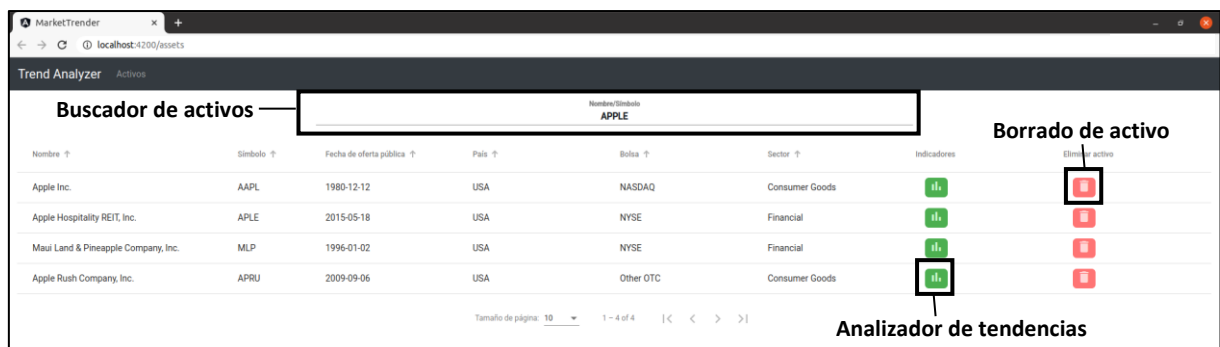 MarketTrender
localhost:4200/assets
Trend Analyzer Activos
Buscador de activos
Nombre/Símbolo
APPLE
Borrado de activo
Nombre Símbolo Fecha de oferta pública País Bolsa Sector Indicadores Eliminar activo
Apple Inc. AAPL 1980-12-12 USA NASDAQ Consumer Goods
Apple Hospitality REIT, Inc. APLE 2015-05-18 USA NYSE Financial
Maui Land & Pineapple Company, Inc. MLP 1996-01-02 USA NYSE Financial
Apple Rush Company, Inc. APRU 2009-09-06 USA Other OTC Consumer Goods
Tamaño de página: 10 1 – 4 of 4
Analizador de tendencias